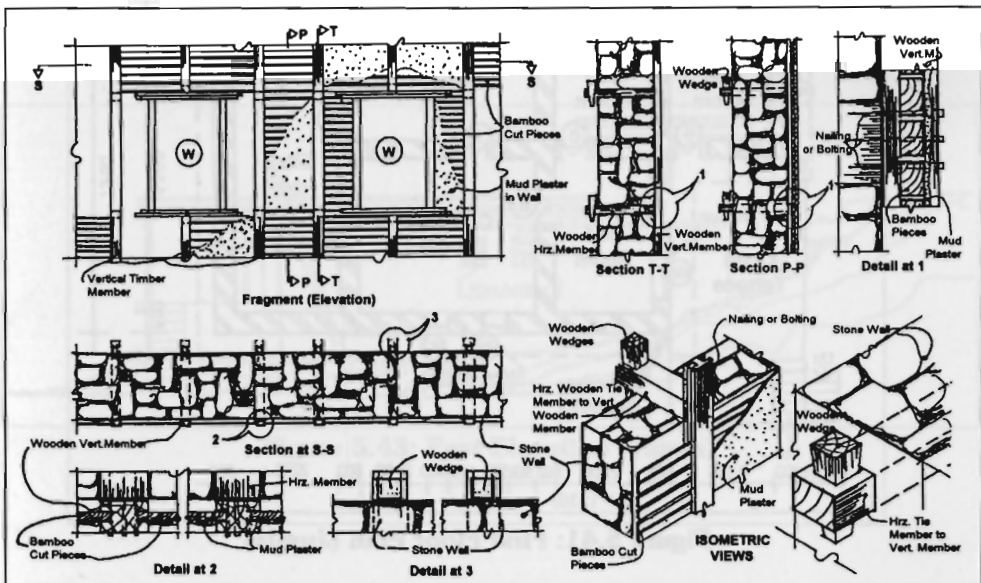 P T
S
S
W
W
Bamboo
Cut Pieces
Mud Plaster
in Wall
Vertical Timber
Member
P T
Fragment (Elevation)
Wooden
Wedge
1
1
Wooden
Hrz.Member
Wooden
Vert.Member
Section T-T
Section P-P
Wooden
Vert.M.
Nailing
or Bolting
Bamboo
Pieces
Mud
Plaster
Detail at 1
3
2
Wooden Vert.Member
Section at S-S
Hrz. Member
Bamboo
Cut Pieces
Mud Plaster
Detail at 2
Wooden
Wedge
Stone
Wall
Stone Wall
Detail at 3
Wooden
Wedges
Nailing or Bolting
Hrz. Wooden Tie
Member to Vert.
Wooden
Member
Mud
Plaster
Bamboo Cut
Pieces
ISOMETRIC
VIEWS
Stone Wall
Wooden
Wedge
Hrz. Tie
Member to
Vert. Member